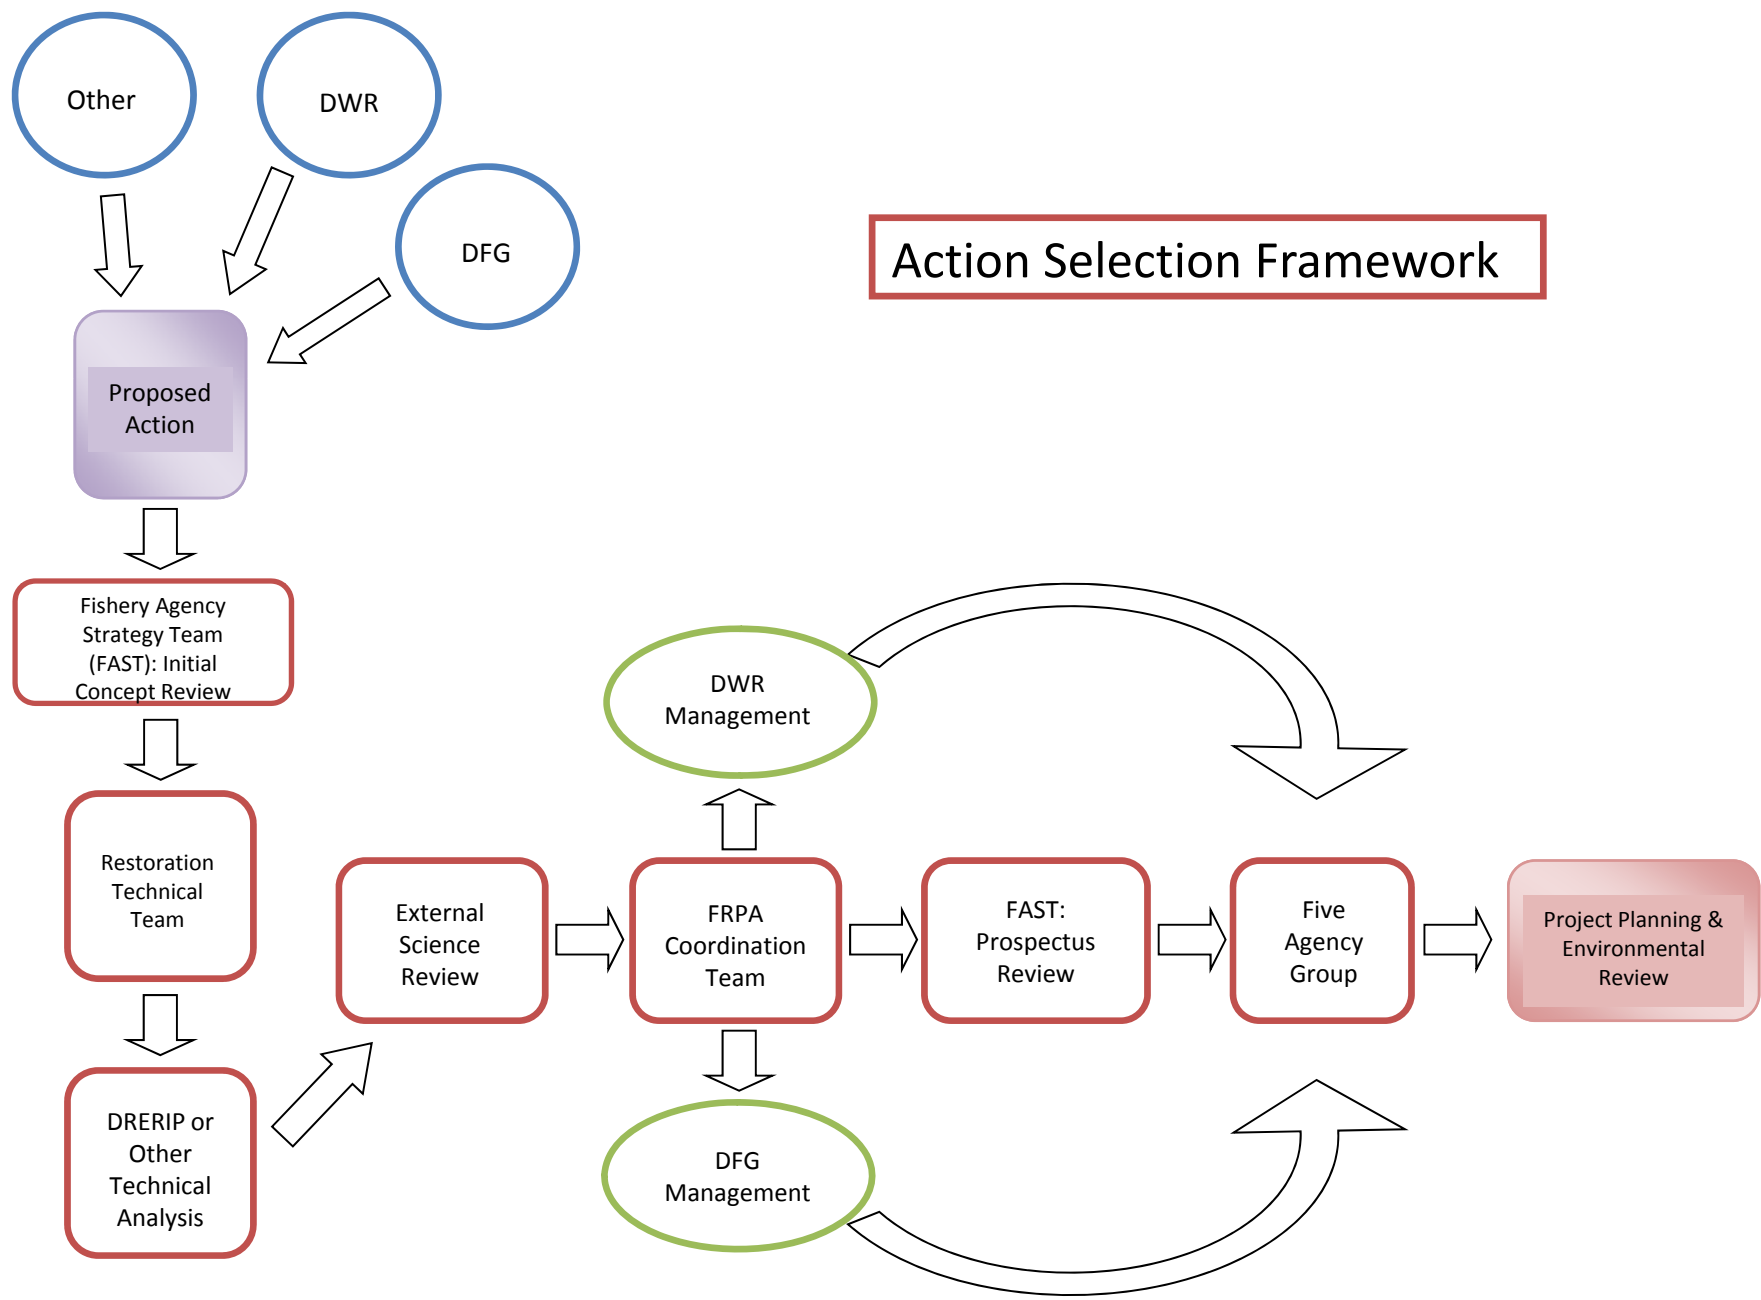 Other
DWR
DFG
Action Selection Framework
Proposed
Action
Fishery Agency
Strategy Team
(FAST): Initial
Concept Review
Restoration
Technical
Team
DRERIP or
Other
Technical
Analysis
External
Science
Review
DWR
Management
FRPA
Coordination
Team
DFG
Management
FAST:
Prospectus
Review
Five
Agency
Group
Project Planning &
Environmental
Review